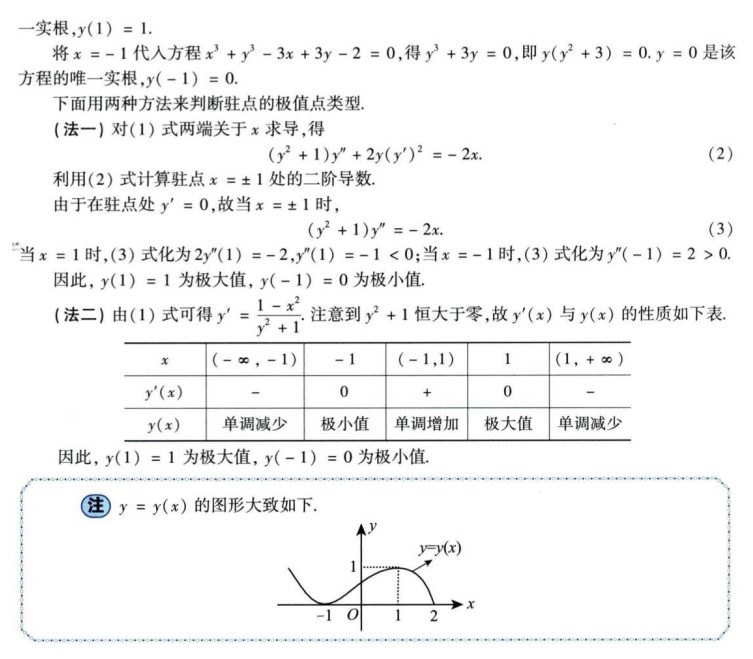 一实根,y(1) = 1.
将 x = -1 代入方程 x³ + y³ - 3x + 3y - 2 = 0,得 y³ + 3y = 0,即 y(y² + 3) = 0. y = 0 是该
方程的唯一实根,y(-1) = 0.
下面用两种方法来判断驻点的极值点类型.
(法一) 对(1) 式两端关于 x 求导,得
(y² + 1)y″ + 2y(y′)² = -2x. (2)
利用(2) 式计算驻点 x = ±1 处的二阶导数.
由于在驻点处 y′ = 0,故当 x = ±1 时,
(y² + 1)y″ = -2x. (3)
当 x = 1 时,(3) 式化为 2y″(1) = -2,y″(1) = -1 < 0;当 x = -1 时,(3) 式化为 y″(-1) = 2 > 0.
因此, y(1) = 1 为极大值, y(-1) = 0 为极小值.
(法二) 由(1) 式可得 y′ = (1 - x²)/(y² + 1). 注意到 y² + 1 恒大于零,故 y′(x) 与 y(x) 的性质如下表.
x (-∞, -1) -1 (-1,1) 1 (1, +∞)
y′(x) - 0 + 0 -
y(x) 单调减少 极小值 单调增加 极大值 单调减少
因此, y(1) = 1 为极大值, y(-1) = 0 为极小值.
注 y = y(x) 的图形大致如下.
y
y=y(x)
1
-1 O 1 2 x